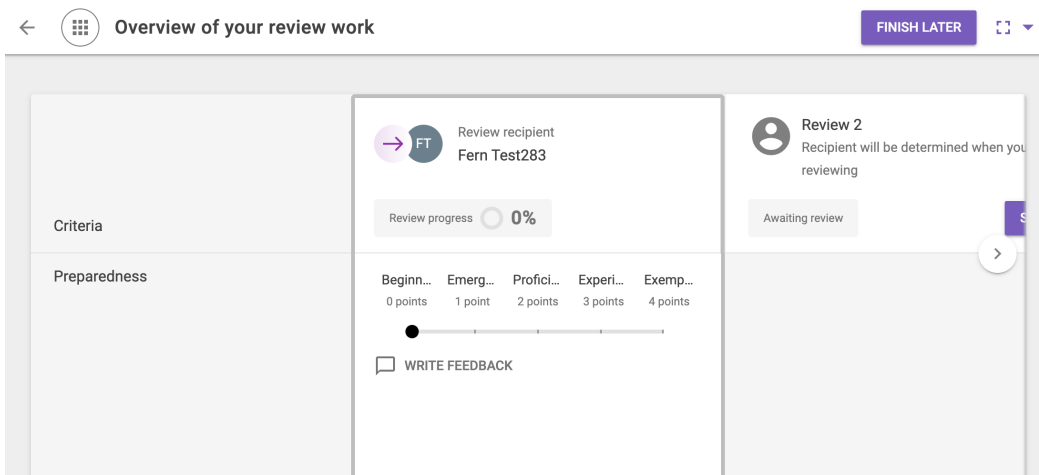 Overview of your review work
FINISH LATER
FT
Review recipient
Fern Test283
Review 2
Recipient will be determined when you
reviewing
Criteria
Review progress 0%
Awaiting review
S
Preparedness
Beginn... Emerg... Profici... Experi... Exemp...
0 points 1 point 2 points 3 points 4 points
WRITE FEEDBACK